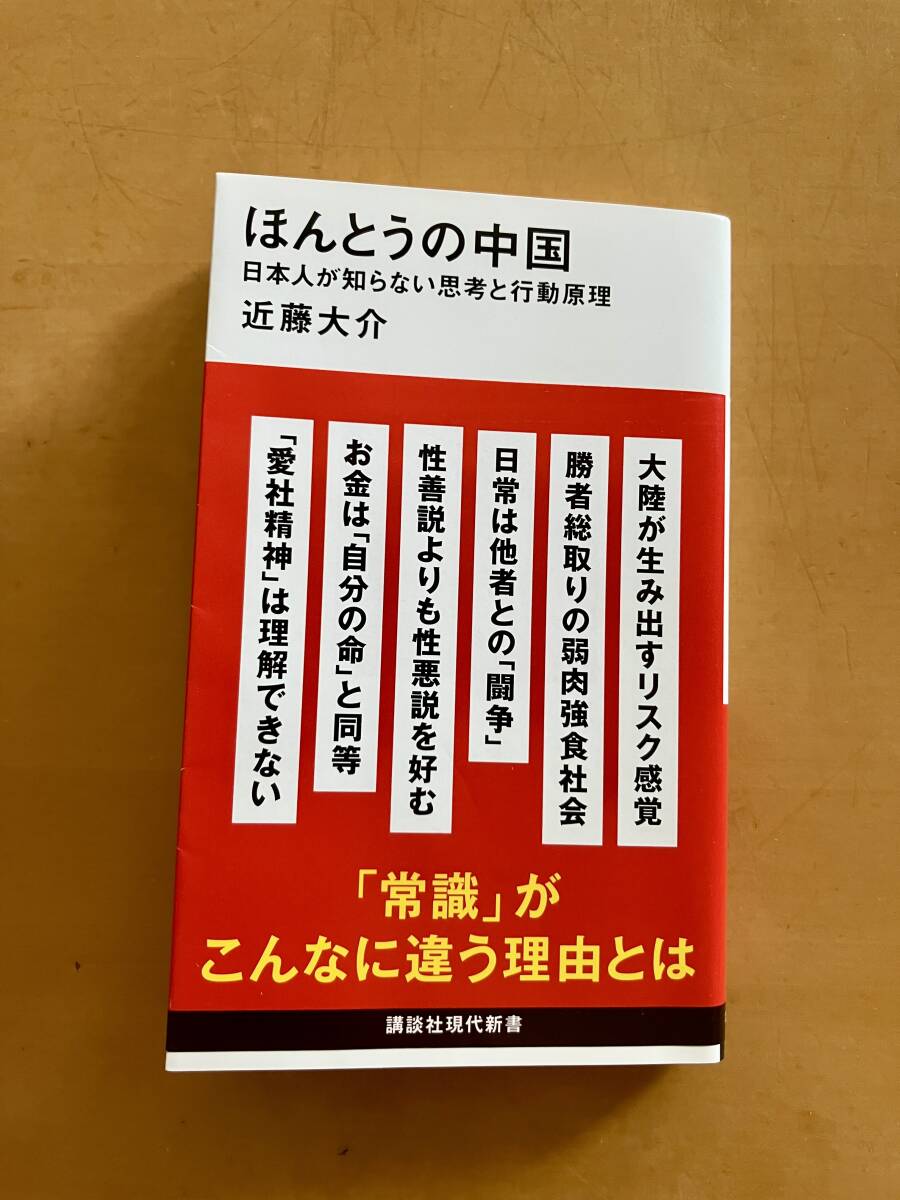 ほんとうの中国
日本人が知らない思考と行動原理
近藤大介
大陸が生み出すリスク感覚
勝者総取りの弱肉強食社会
日常は他者との「闘争」
性善説よりも性悪説を好む
お金は「自分の命」と同等
「愛社精神」は理解できない
「常識」が
こんなに違う理由とは
講談社現代新書